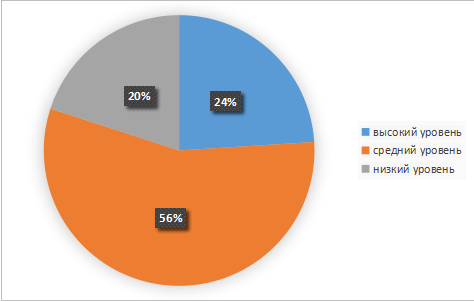 20%
24%
56%
высокий уровень
средний уровень
низкий уровень